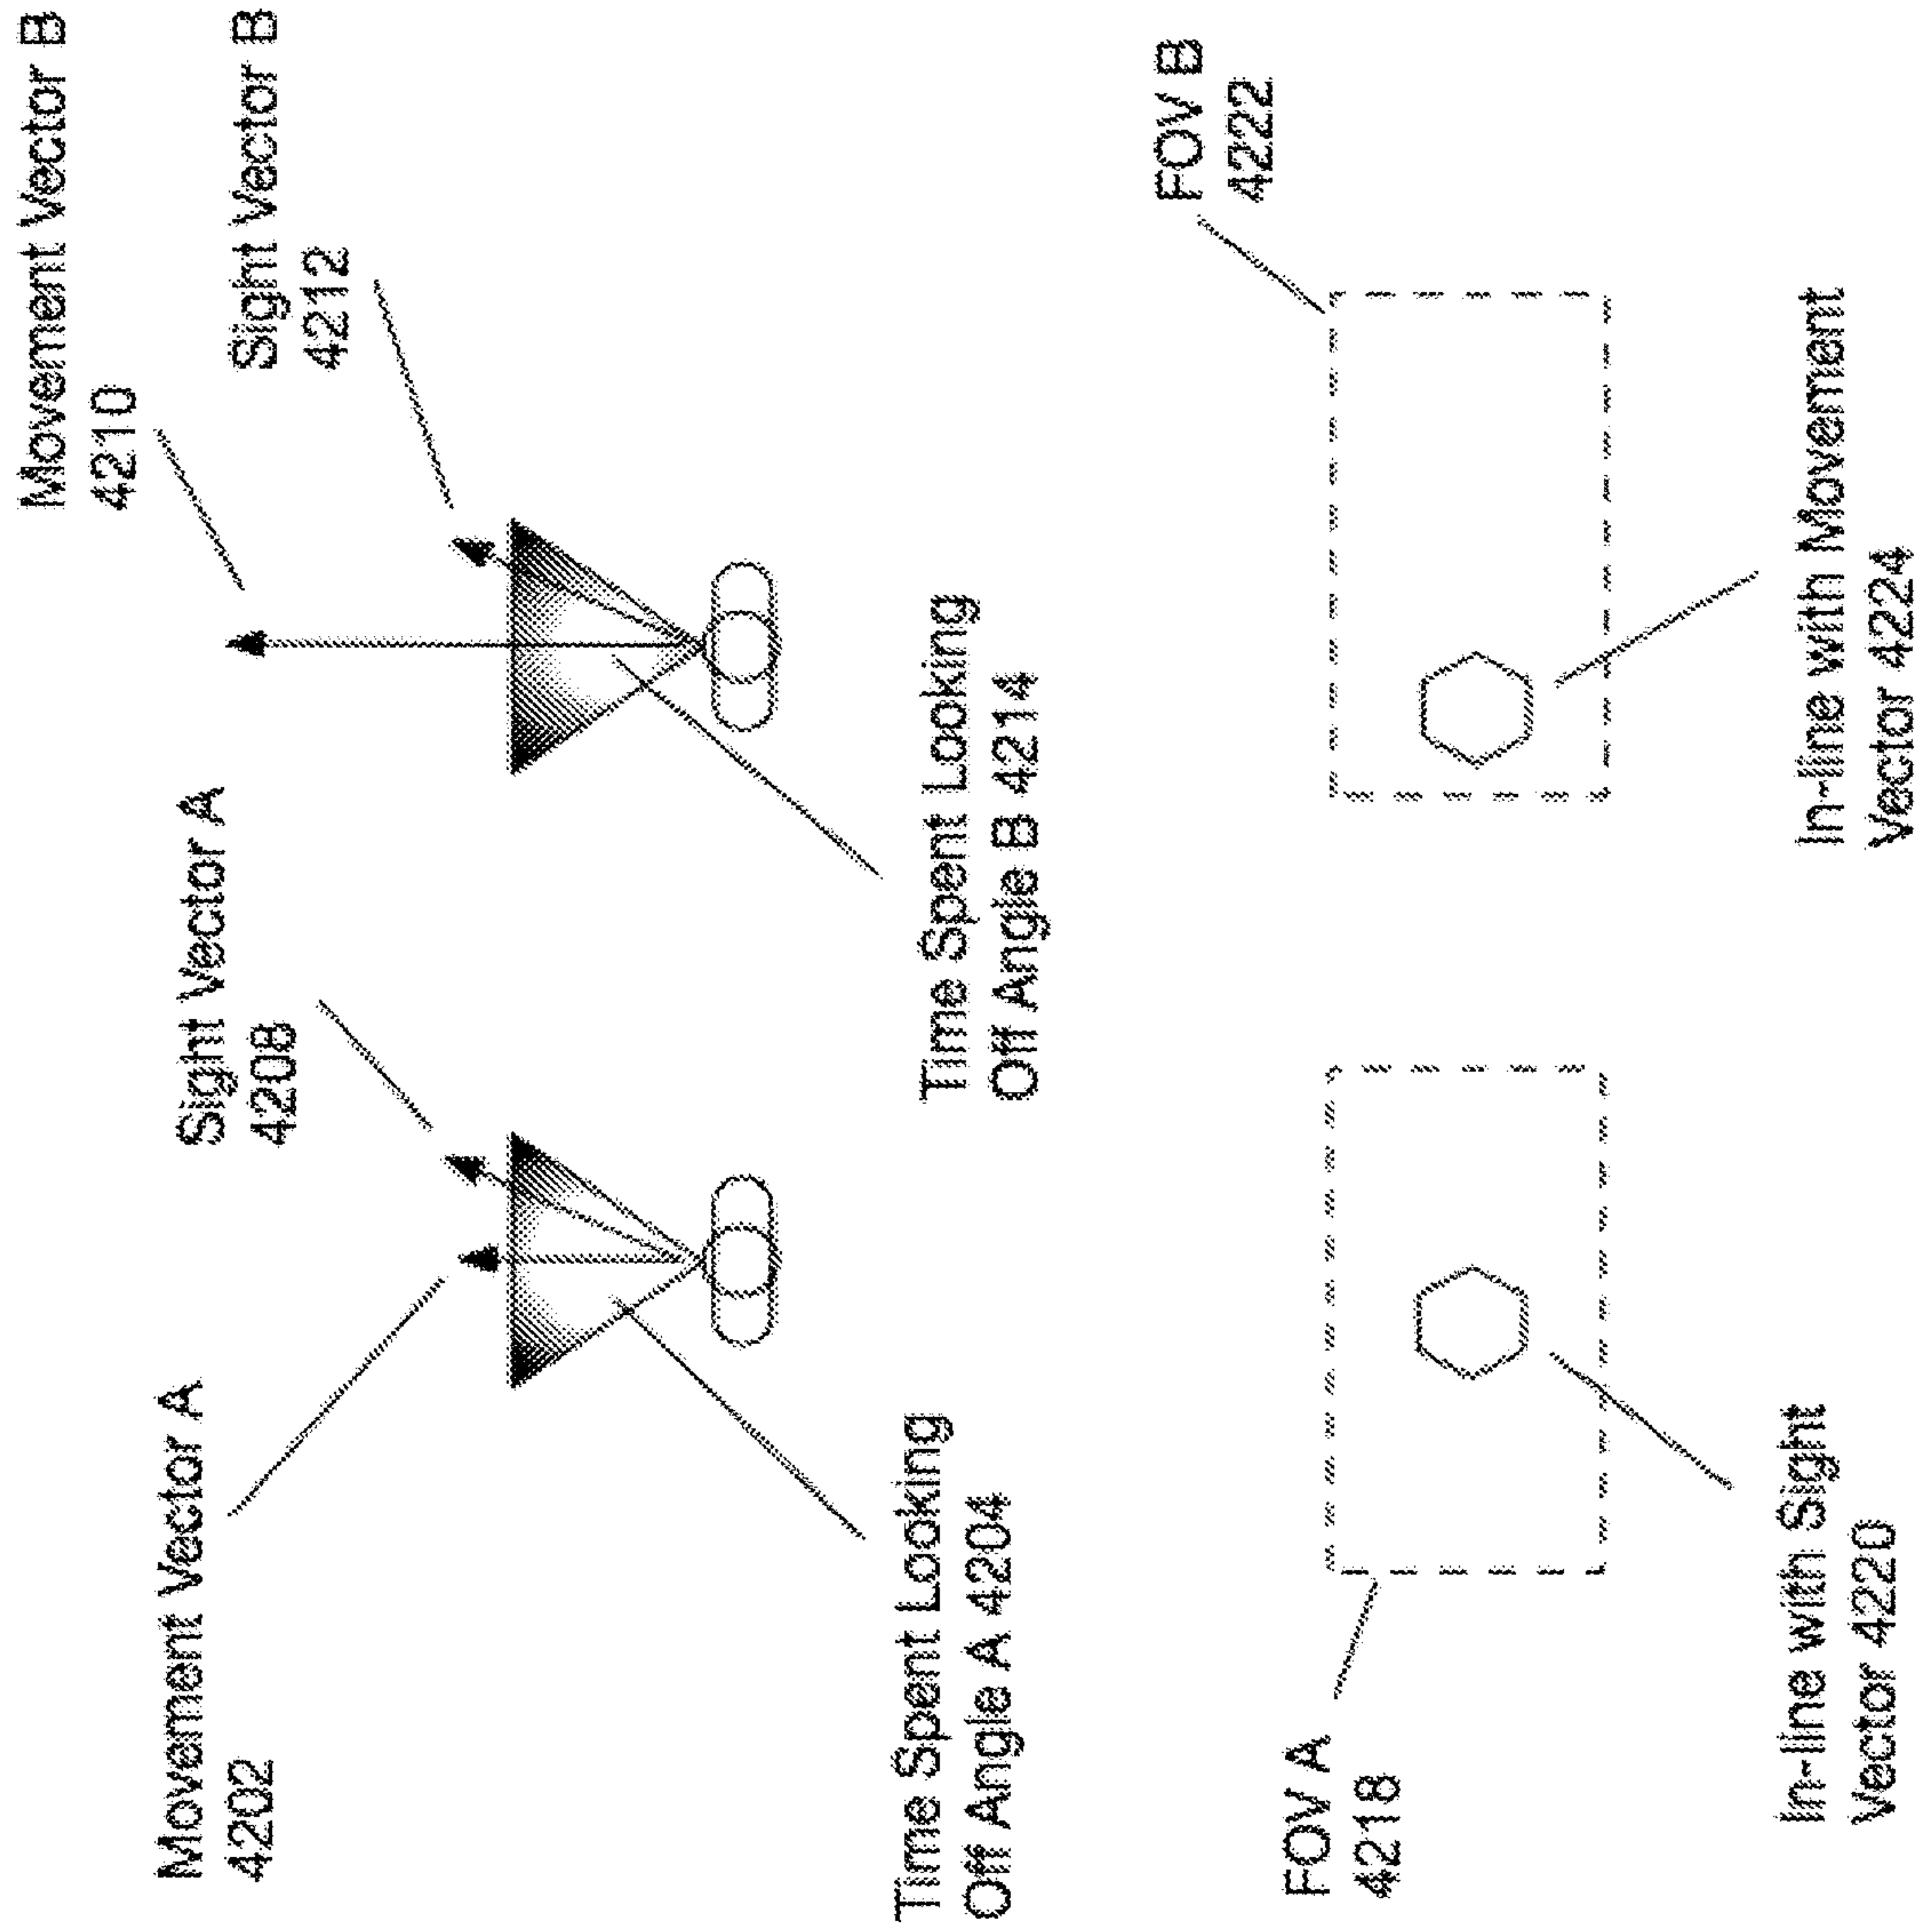 Movement Vector A
4202
Sight Vector A
4208
Movement Vector B
4210
Sight Vector B
4212
Time Spent Looking
Off Angle A 4204
Time Spent Looking
Off Angle B 4214
FOV A
4218
FOV B
4222
In-line with Sight
Vector 4220
In-line with Movement
Vector 4224